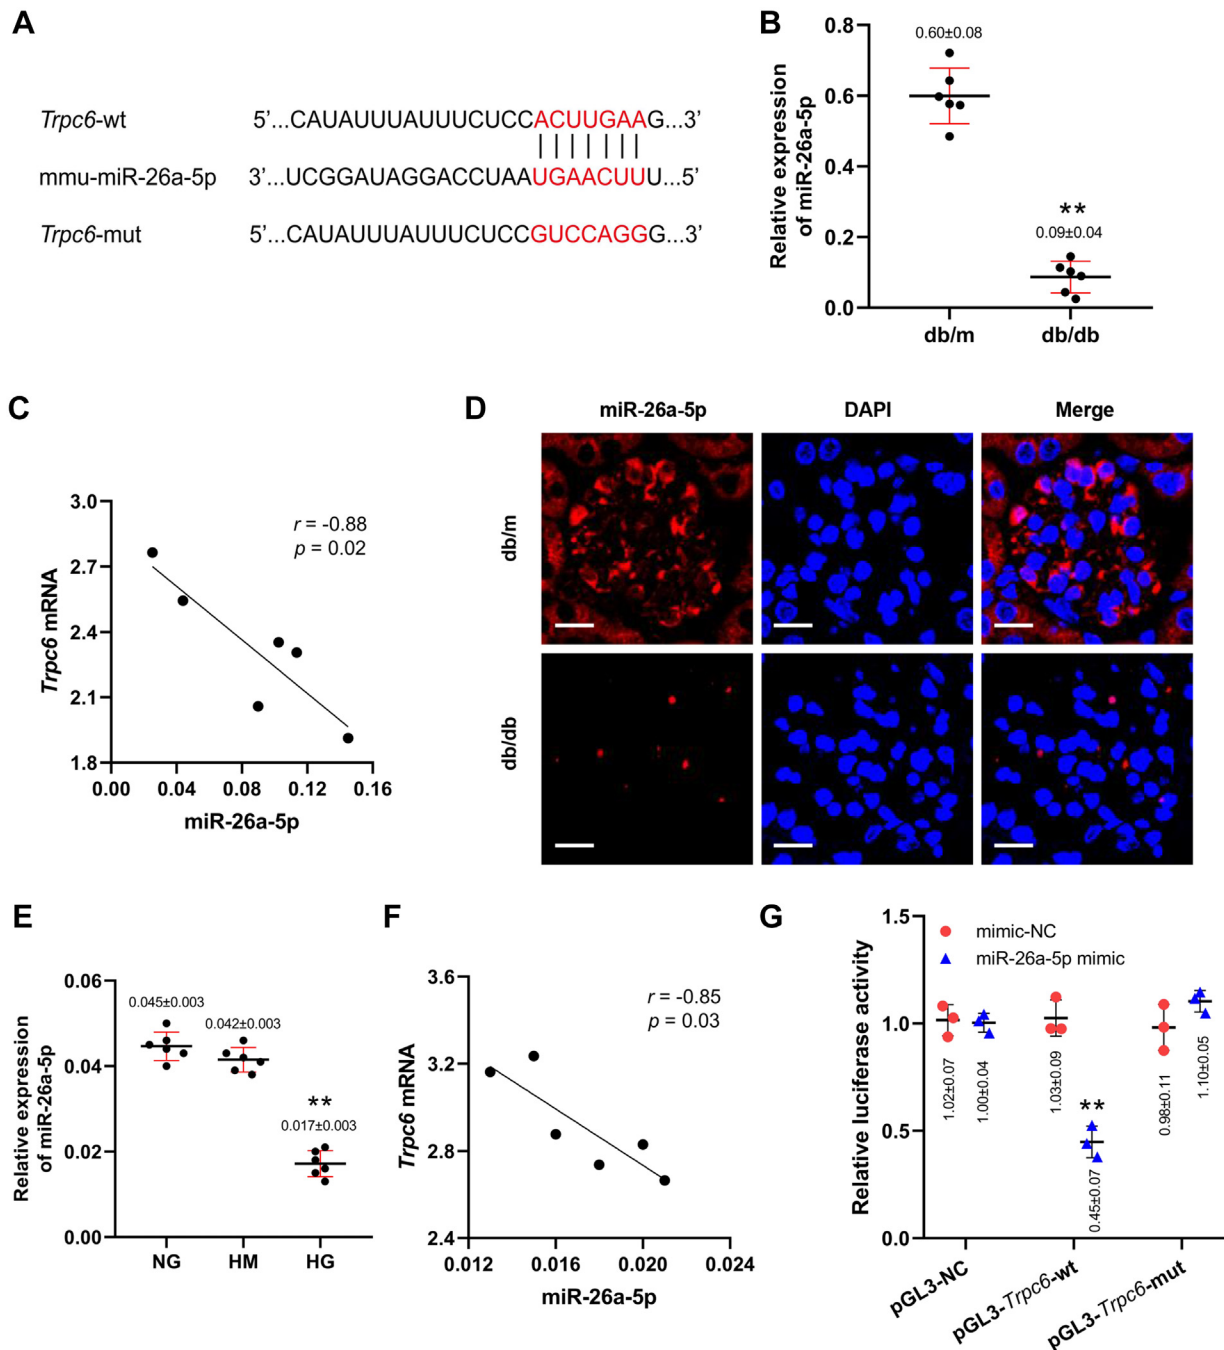 A
Trpc6-wt 5’...CAUAUUUAUUUCUCCACUUGAAG...3’
mmu-miR-26a-5p 3’...UCGGAUAGGACCUAAUGAACUUU...5’
Trpc6-mut 5’...CAUAUUUAUUUCUCCGUCCAGGG...3’
B
Relative expression
of miR-26a-5p
0.8
0.6
0.4
0.2
0.0
0.60±0.08
**
0.09±0.04
db/m db/db
C
Trpc6 mRNA
3.0
2.7
2.4
2.1
1.8
r = -0.88
p = 0.02
0.00 0.04 0.08 0.12 0.16
miR-26a-5p
D
miR-26a-5p DAPI Merge
db/m
db/db
E
Relative expression
of miR-26a-5p
0.06
0.04
0.02
0.00
0.045±0.003
0.042±0.003
**
0.017±0.003
NG HM HG
F
Trpc6 mRNA
3.6
3.2
2.8
2.4
r = -0.85
p = 0.03
0.012 0.016 0.020 0.024
miR-26a-5p
G
Relative luciferase activity
1.5
1.0
0.5
0.0
mimic-NC
miR-26a-5p mimic
1.02±0.07
1.00±0.04
1.03±0.09
**
0.45±0.07
0.98±0.11
1.10±0.05
pGL3-NC
pGL3-Trpc6-wt
pGL3-Trpc6-mut